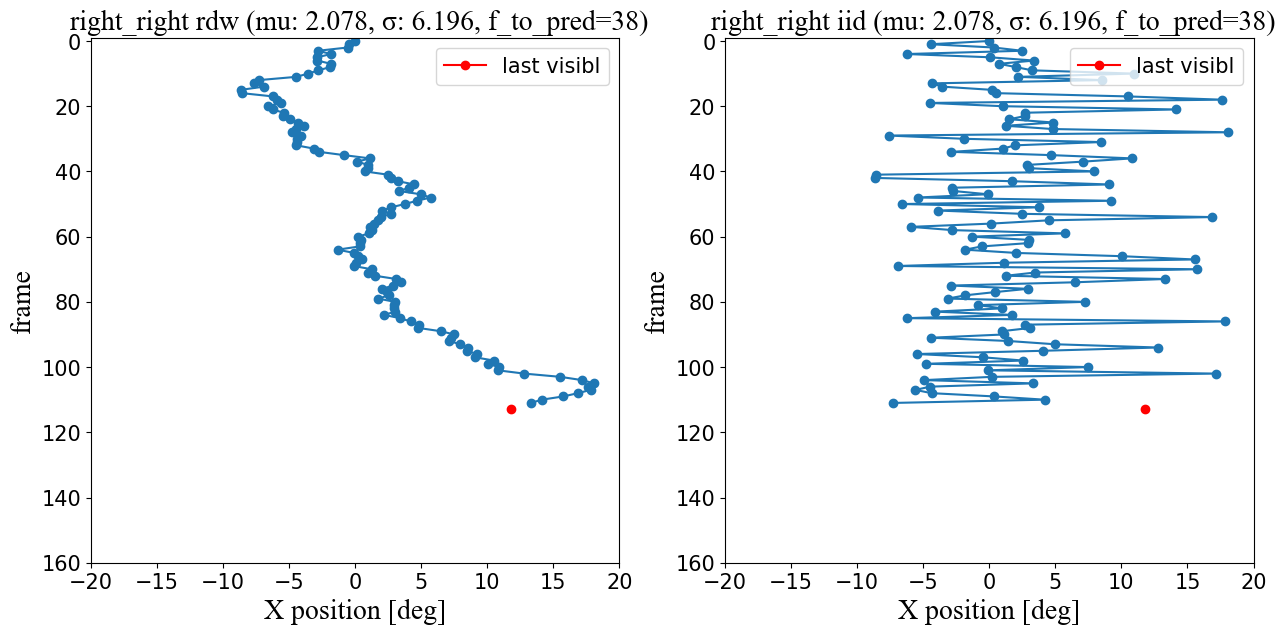 right_right rdw (mu: 2.078, σ: 6.196, f_to_pred=38)
last visibl
0
20
40
60
80
100
120
140
160
frame
−20 −15 −10 −5 0 5 10 15 20
X position [deg]
right_right iid (mu: 2.078, σ: 6.196, f_to_pred=38)
last visibl
0
20
40
60
80
100
120
140
160
frame
−20 −15 −10 −5 0 5 10 15 20
X position [deg]